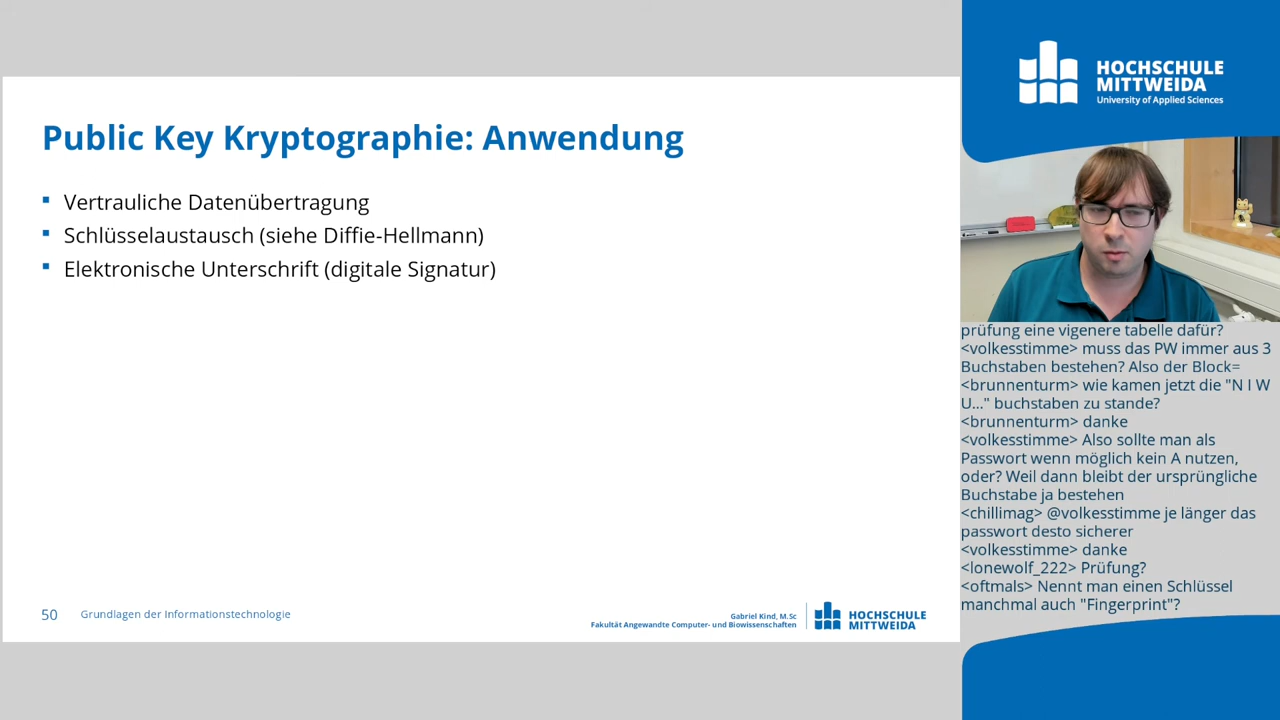 Public Key Kryptographie: Anwendung
Vertrauliche Datenübertragung
Schlüsselaustausch (siehe Diffie-Hellmann)
Elektronische Unterschrift (digitale Signatur)
50 Grundlagen der Informationstechnologie
Gabriel Kind, M.Sc
Fakultät Angewandte Computer- und Biowissenschaften
HOCHSCHULE
MITTWEIDA
HOCHSCHULE
MITTWEIDA
University of Applied Sciences
prüfung eine vigenere tabelle dafür?
<volkesstimme> muss das PW immer aus 3
Buchstaben bestehen? Also der Block=
<brunnenturm> wie kamen jetzt die "N I W
U..." buchstaben zu stande?
<brunnenturm> danke
<volkesstimme> Also sollte man als
Passwort wenn möglich kein A nutzen,
oder? Weil dann bleibt der ursprüngliche
Buchstabe ja bestehen
<chillimag> @volkesstimme je länger das
passwort desto sicherer
<volkesstimme> danke
<lonewolf_222> Prüfung?
<oftmals> Nennt man einen Schlüssel
manchmal auch "Fingerprint"?